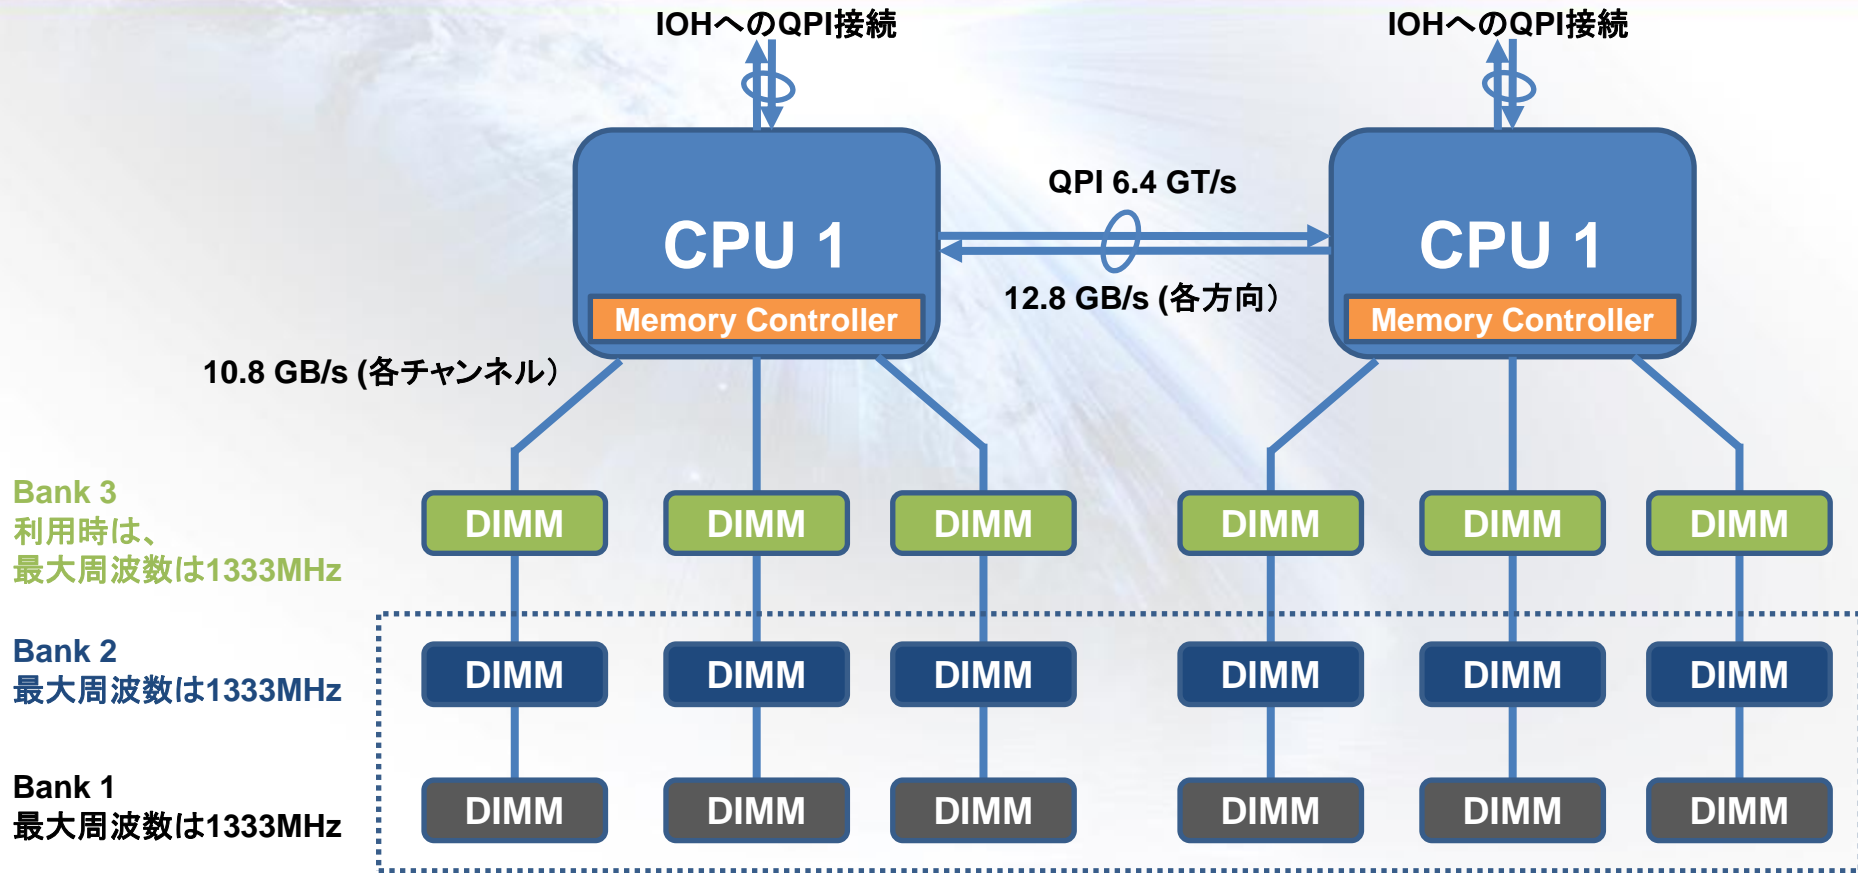 IOHへのQPI接続
IOHへのQPI接続
QPI 6.4 GT/s
CPU 1
CPU 1
12.8 GB/s (各方向）
Memory Controller
Memory Controller
10.8 GB/s (各チャンネル）
Bank 3
利用時は、
最大周波数は1333MHz
DIMM
DIMM
DIMM
DIMM
DIMM
DIMM
Bank 2
最大周波数は1333MHz
DIMM
DIMM
DIMM
DIMM
DIMM
DIMM
Bank 1
最大周波数は1333MHz
DIMM
DIMM
DIMM
DIMM
DIMM
DIMM